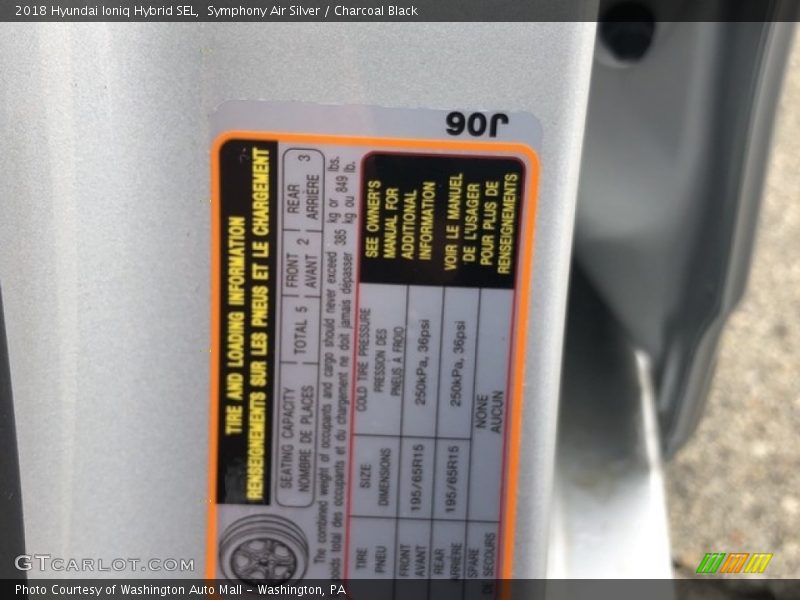 2018 Hyundai Ioniq Hybrid SEL, Symphony Air Silver / Charcoal Black
J06
TIRE AND LOADING INFORMATION
RENSEIGNEMENTS SUR LES PNEUS ET LE CHARGEMENT
SEATING CAPACITY
NOMBRE DE PLACES
TOTAL 5
FRONT
AVANT 2
REAR
ARRIÈRE 3
The combined weight of occupants and cargo should never exceed 385 kg or 849 lbs.
total des occupants et du chargement ne doit jamais dépasser kg ou lb.
TIRE SIZE COLD TIRE PRESSURE
PNEU DIMENSIONS PRESSION DES
PNEUS À FROID
FRONT
AVANT 195/65R15 250kPa, 36psi
REAR
ARRIERE 195/65R15 250kPa, 36psi
SPARE NONE
DE SECOURS AUCUN
SEE OWNER'S
MANUAL FOR
ADDITIONAL
INFORMATION
VOIR LE MANUEL
DE L'USAGER
POUR PLUS DE
RENSEIGNEMENTS
GTCARLOT.COM
Photo Courtesy of Washington Auto Mall - Washington, PA